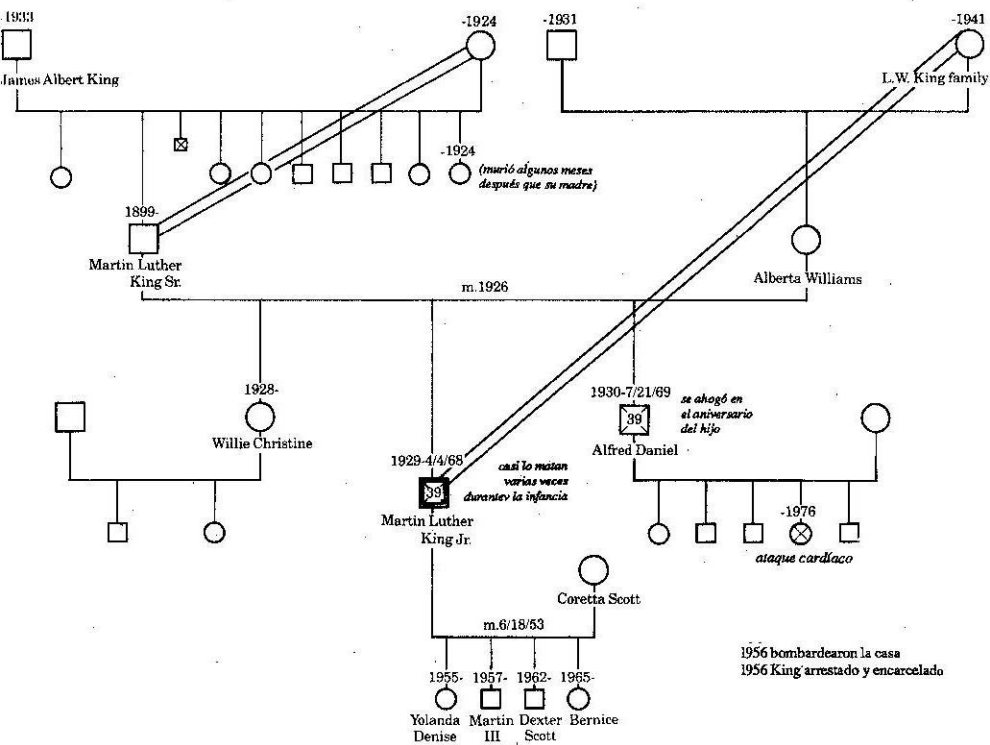 -1933
-1924
-1931
-1941
James Albert King
L.W. King family
-1924
(murió algunos meses
después que su madre)
1899-
Martin Luther
King Sr.
Alberta Williams
m.1926
1928-
Willie Christine
1930-7/21/69
39
Alfred Daniel
se ahogó en
el aniversario
del hijo
1929-4/4/68
39
Martin Luther
King Jr.
casi lo matan
varias veces
durantev la infancia
-1976
ataque cardíaco
Coretta Scott
m.6/18/53
1955-
1957-
1962-
1965-
Yolanda
Denise
Martin
III
Dexter
Scott
Bernice
1956 bombardearon la casa
1956 King arrestado y encarcelado